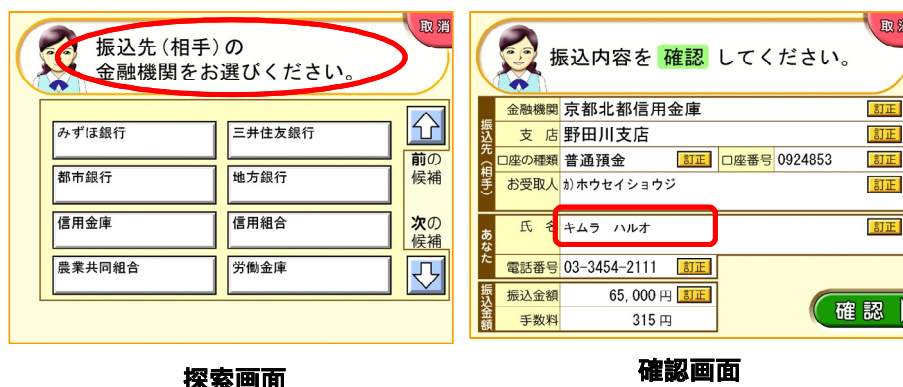 取消
振込先(相手)の
金融機関をお選びください。
みずほ銀行
三井住友銀行
都市銀行
地方銀行
信用金庫
信用組合
農業共同組合
労働金庫
前の
候補
次の
候補
探索画面
取消
振込内容を 確認 してください。
振込先(相手)
金融機関 京都北都信用金庫 訂正
支店 野田川支店 訂正
口座の種類 普通預金 訂正 口座番号 0924853 訂正
お受取人 カ)ホウセイショウジ 訂正
あなた
氏名 キムラ ハルオ 訂正
電話番号 03-3454-2111 訂正
振込金額
振込金額 65,000円 訂正
手数料 315円
確認
確認画面